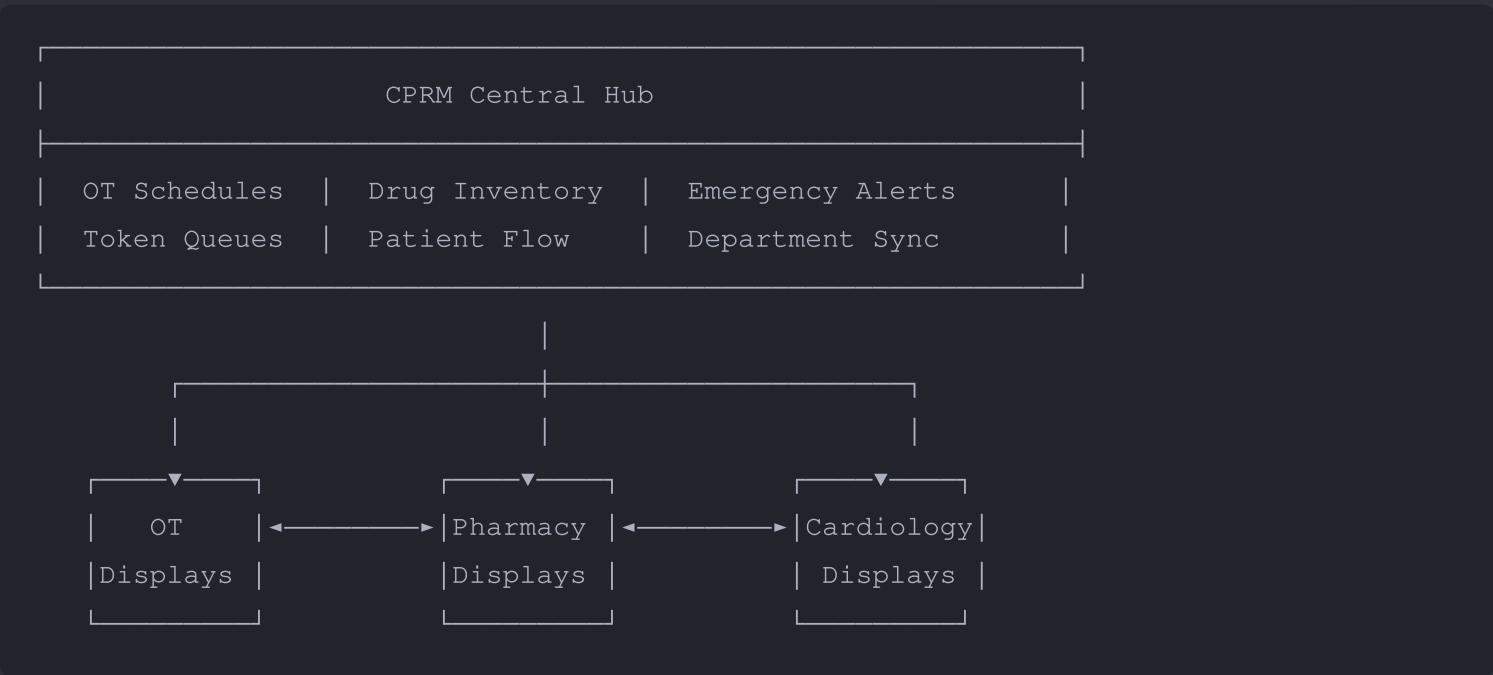 CPRM Central Hub
OT Schedules | Drug Inventory | Emergency Alerts
Token Queues | Patient Flow | Department Sync
OT Pharmacy Cardiology
Displays Displays Displays